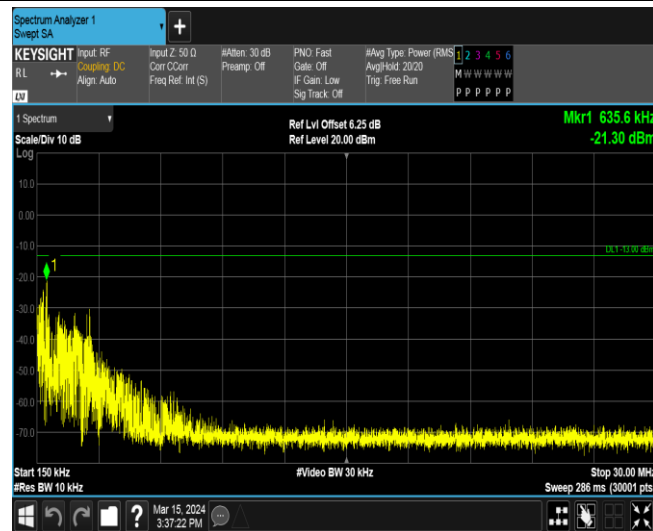 Spectrum Analyzer 1
Swept SA
+
KEYSIGHT
RL
LXI
Input: RF
Coupling: DC
Align: Auto
Input Z: 50 Ω
Corr CCorr
Freq Ref: Int (S)
#Atten: 30 dB
Preamp: Off
PNO: Fast
Gate: Off
IF Gain: Low
Sig Track: Off
#Avg Type: Power (RMS
Avg|Hold: 20/20
Trig: Free Run
1 2 3 4 5 6
M W W W W W
P P P P P P
1 Spectrum
Scale/Div 10 dB
Log
Ref Lvl Offset 6.25 dB
Ref Level 20.00 dBm
Mkr1 635.6 kHz
-21.30 dBm
10.0
0.00
-10.0
DL1 -13.00 dBm
1
-20.0
-30.0
-40.0
-50.0
-60.0
-70.0
Start 150 kHz
#Res BW 10 kHz
#Video BW 30 kHz
Stop 30.00 MHz
Sweep 286 ms (30001 pts
?
Mar 15, 2024
3:37:22 PM